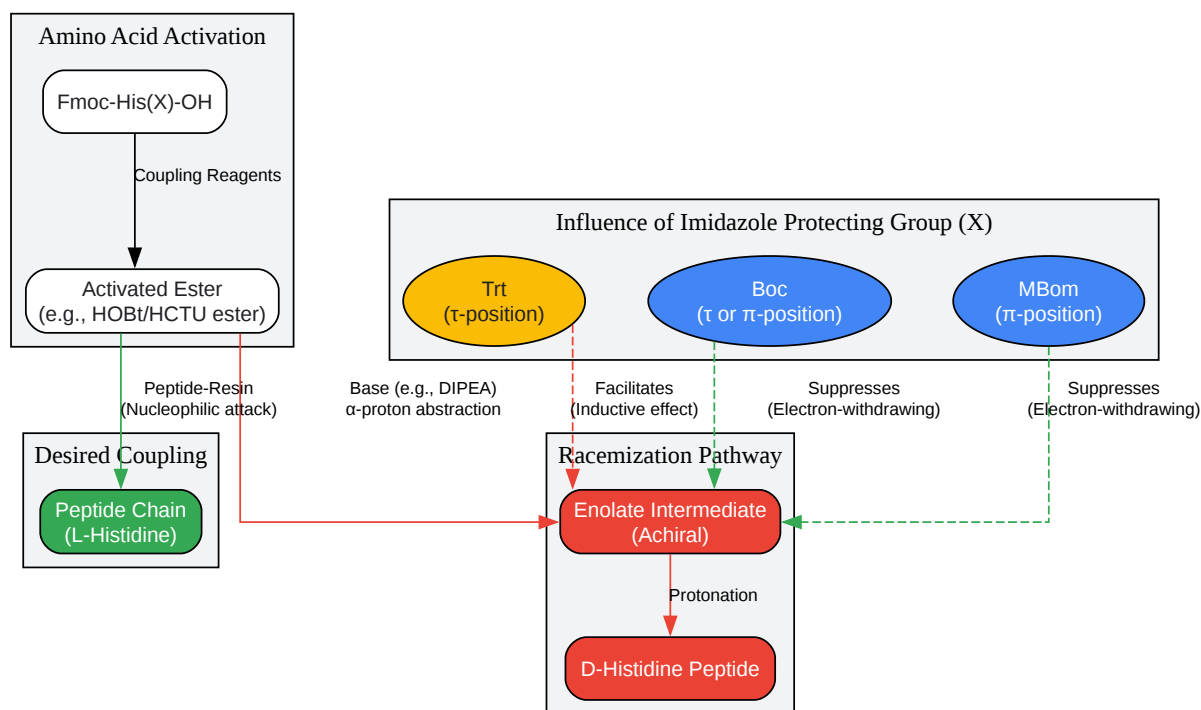 Amino Acid Activation
Fmoc-His(X)-OH
Coupling Reagents
Activated Ester
(e.g., HOBt/HCTU ester)
Influence of Imidazole Protecting Group (X)
Trt
(τ-position)
Boc
(τ or π-position)
MBom
(π-position)
Peptide-Resin
(Nucleophilic attack)
Base (e.g., DIPEA)
α-proton abstraction
Facilitates
(Inductive effect)
Suppresses
(Electron-withdrawing)
Suppresses
(Electron-withdrawing)
Desired Coupling
Peptide Chain
(L-Histidine)
Racemization Pathway
Enolate Intermediate
(Achiral)
Protonation
D-Histidine Peptide